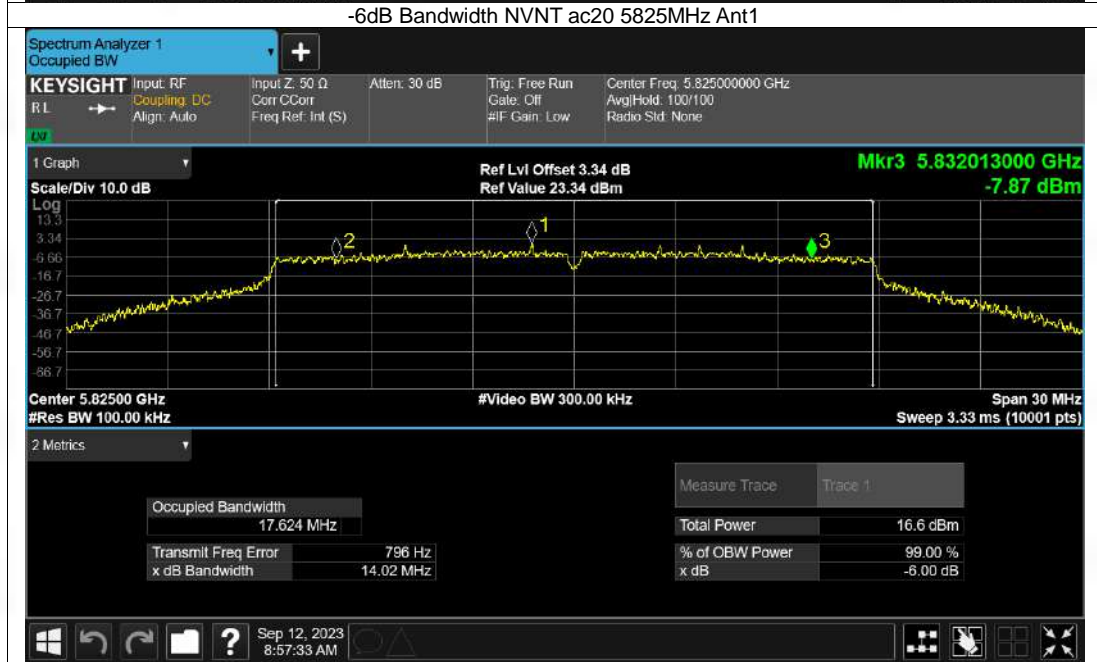 -6dB Bandwidth NVNT ac20 5825MHz Ant1
Spectrum Analyzer 1
Occupied BW
+
KEYSIGHT
R L
LXI
Input: RF
Coupling: DC
Align: Auto
Input Z: 50 Ω
Corr CCorr
Freq Ref: Int (S)
Atten: 30 dB
Trig: Free Run
Gate: Off
#IF Gain: Low
Center Freq: 5.825000000 GHz
Avg|Hold: 100/100
Radio Std: None
1 Graph
Scale/Div 10.0 dB
Ref Lvl Offset 3.34 dB
Ref Value 23.34 dBm
Mkr3 5.832013000 GHz
-7.87 dBm
Log
13.3
3.34
-6.66
-16.7
-26.7
-36.7
-46.7
-56.7
-66.7
2
1
3
Center 5.82500 GHz
#Res BW 100.00 kHz
#Video BW 300.00 kHz
Span 30 MHz
Sweep 3.33 ms (10001 pts)
2 Metrics
Measure Trace Trace 1
Occupied Bandwidth
17.624 MHz
Total Power 16.6 dBm
Transmit Freq Error 796 Hz
% of OBW Power 99.00 %
x dB Bandwidth 14.02 MHz
x dB -6.00 dB
?
Sep 12, 2023
8:57:33 AM